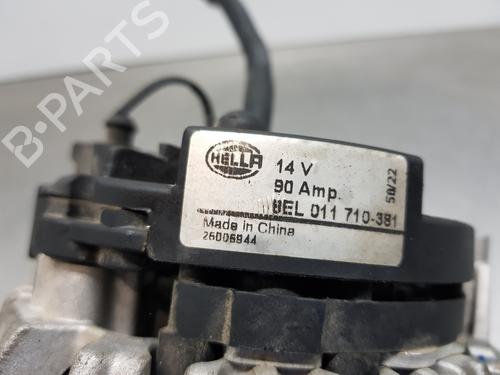 HELLA
14 V
90 Amp.
8EL 011 710-381
Made in China
26006944
50/22
B-PARTS